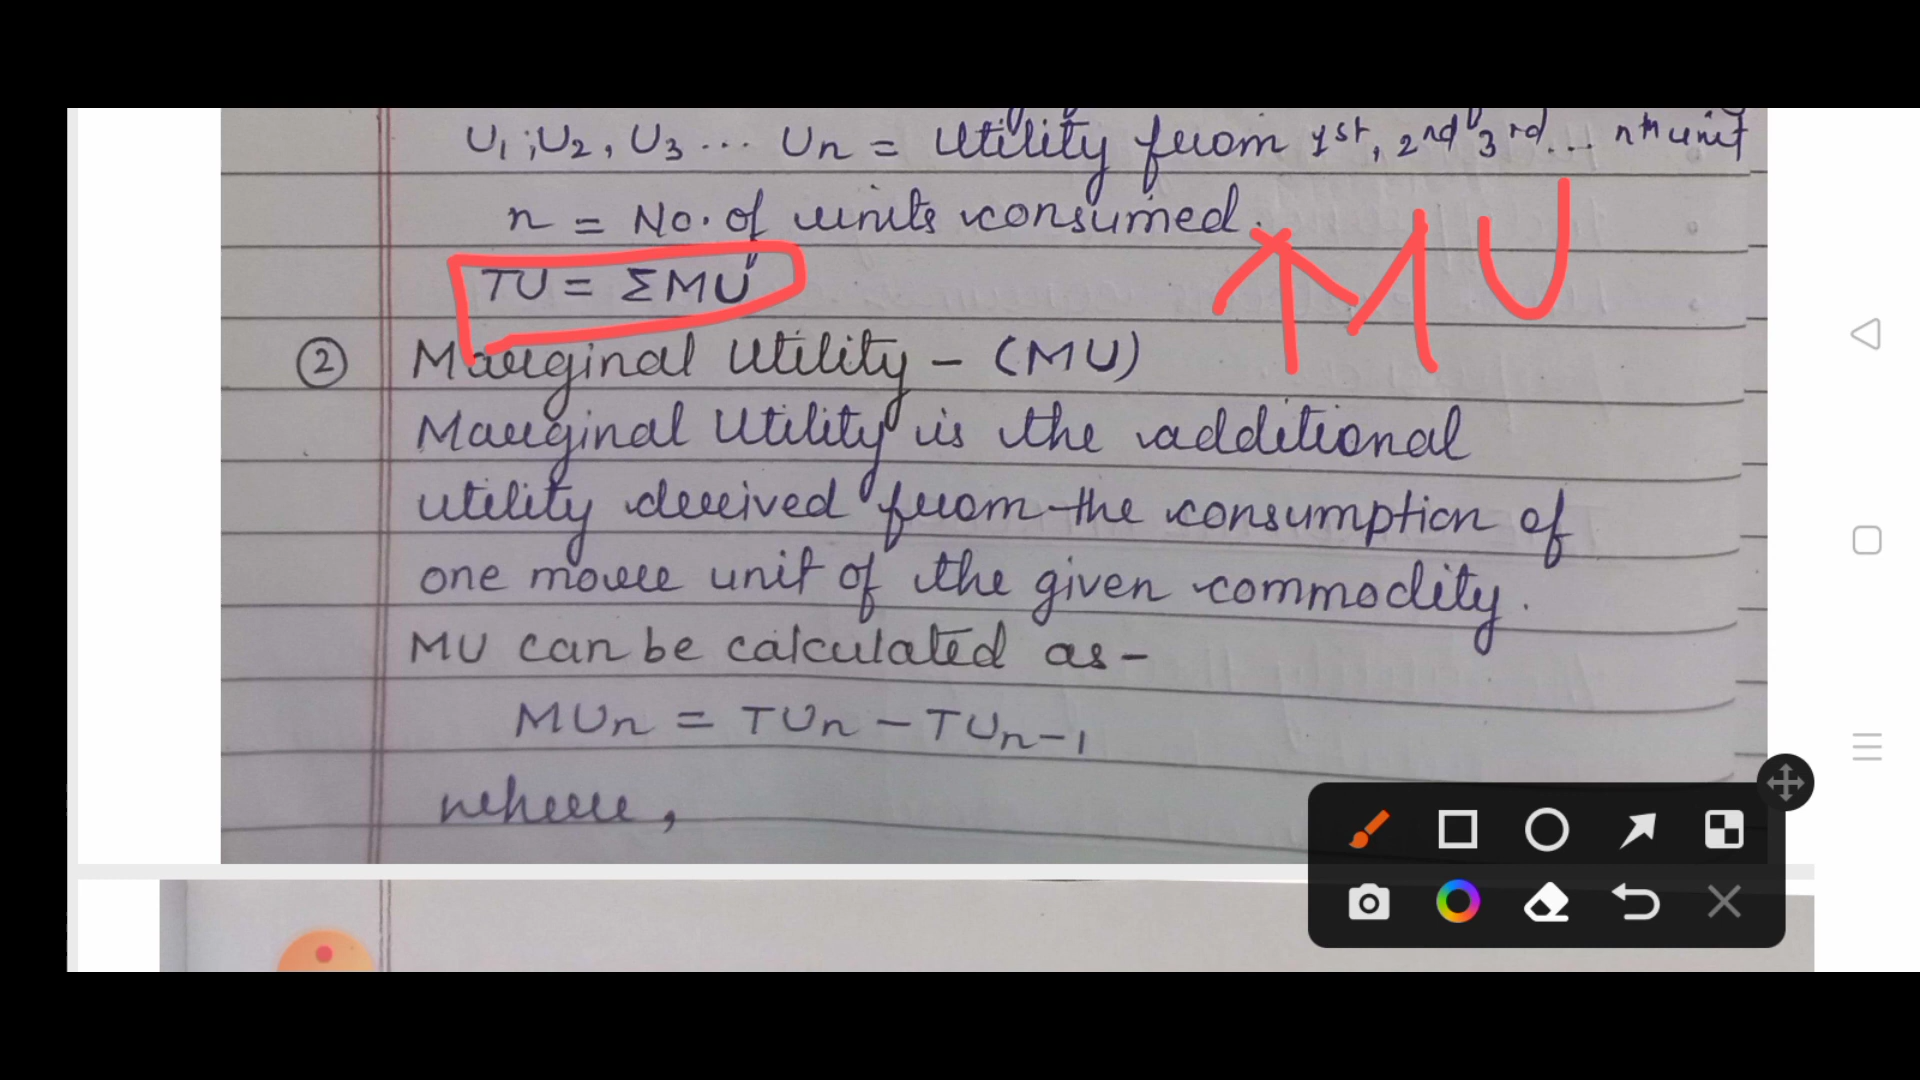 U1, U2, U3 ... Un = Utility from 1st, 2nd 3rd... nth unit
n = No. of units consumed.
TU = ΣMU
MU
② Marginal Utility - (MU)
Marginal Utility is the additional
utility derived from the consumption of
one more unit of the given commodity.
MU can be calculated as -
MUn = TUn - TUn-1
where,